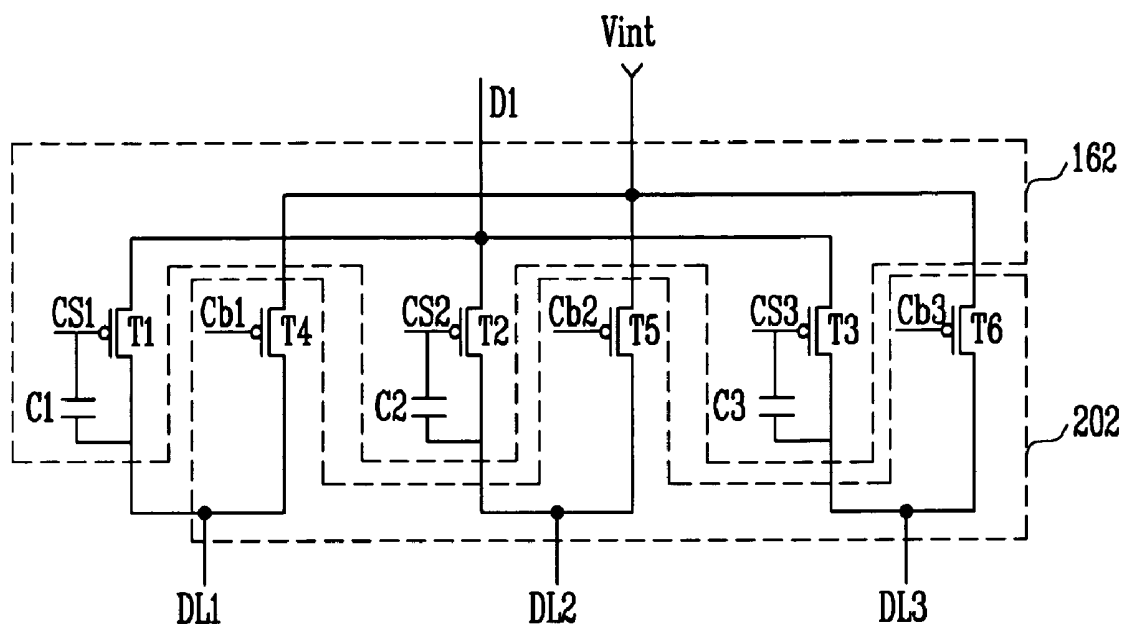 Vint
D1
162
CS1
T1
Cb1
T4
CS2
T2
Cb2
T5
CS3
T3
Cb3
T6
C1
C2
C3
202
DL1
DL2
DL3